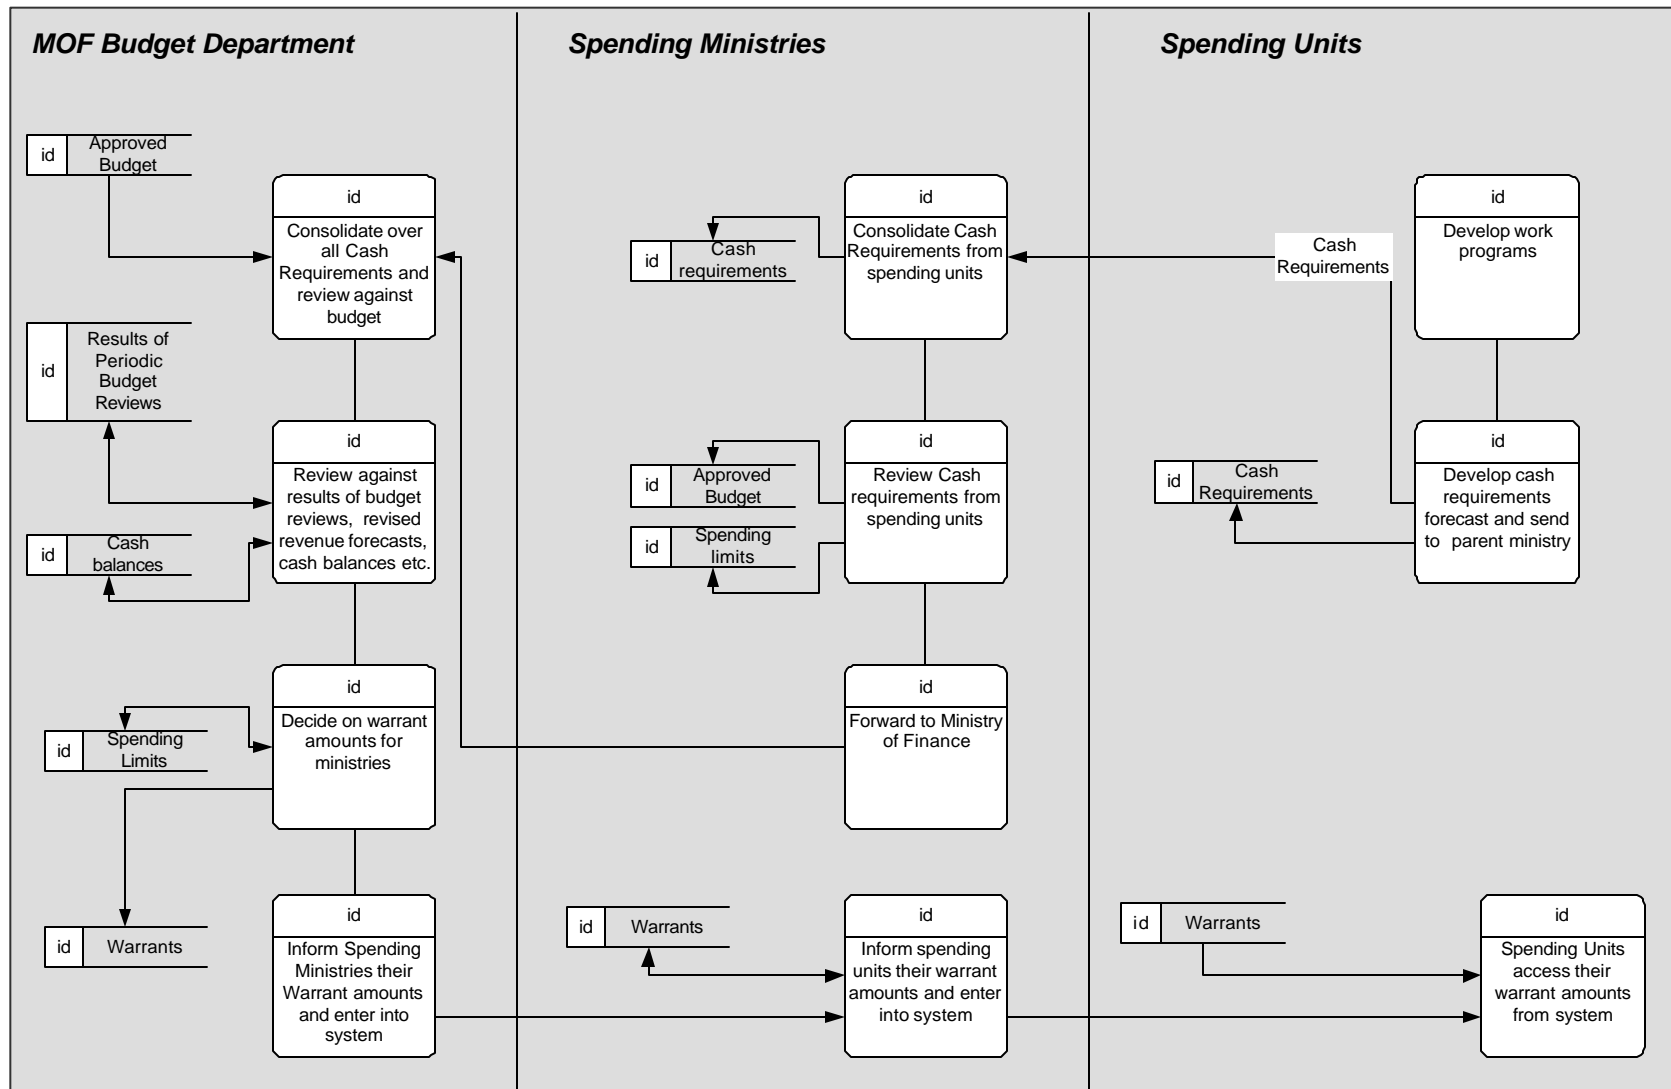 MOF Budget Department
Spending Ministries
Spending Units
id
Approved
Budget
id
Consolidate over
all Cash
Requirements and
review against
budget
id
Results of
Periodic
Budget
Reviews
id
Review against
results of budget
reviews, revised
revenue forecasts,
cash balances etc.
id
Cash
balances
id
Decide on warrant
amounts for
ministries
id
Spending
Limits
id
Warrants
id
Inform Spending
Ministries their
Warrant amounts
and enter into
system
id
Cash
requirements
id
Consolidate Cash
Requirements from
spending units
id
Approved
Budget
id
Spending
limits
id
Review Cash
requirements from
spending units
id
Forward to Ministry
of Finance
id
Warrants
id
Inform spending
units their warrant
amounts and enter
into system
Cash
Requirements
id
Develop work
programs
id
Cash
Requirements
id
Develop cash
requirements
forecast and send
to parent ministry
id
Warrants
id
Spending Units
access their
warrant amounts
from system